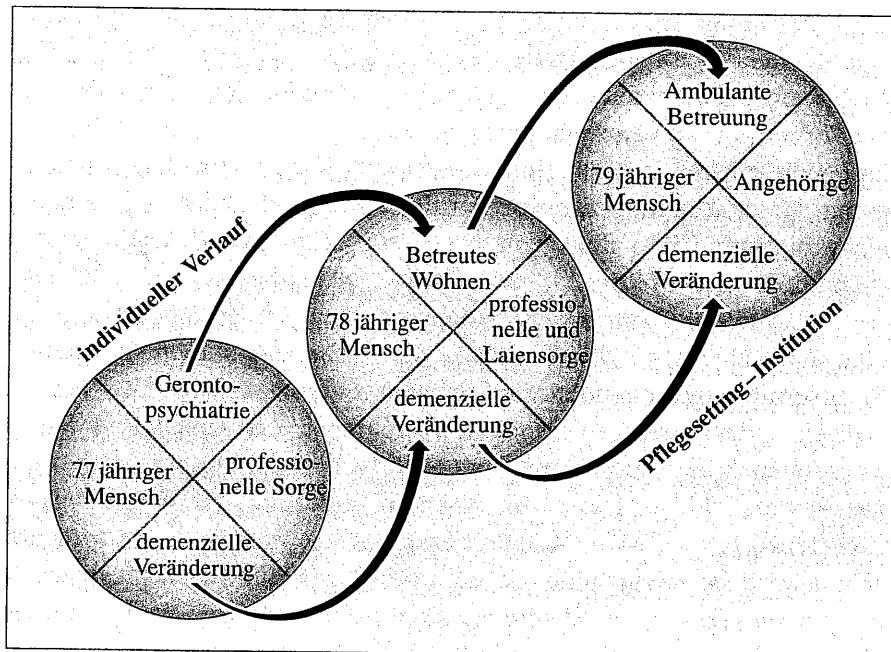 Ambulante
Betreuung
79 jähriger
Mensch
Angehörige
demenzielle
Veränderung
individueller Verlauf
Betreutes
Wohnen
78 jähriger
Mensch
professio-
nelle und
Laiensorge
demenzielle
Veränderung
Pflegesetting–Institution
Geronto-
psychiatrie
77 jähriger
Mensch
professio-
nelle Sorge
demenzielle
Veränderung